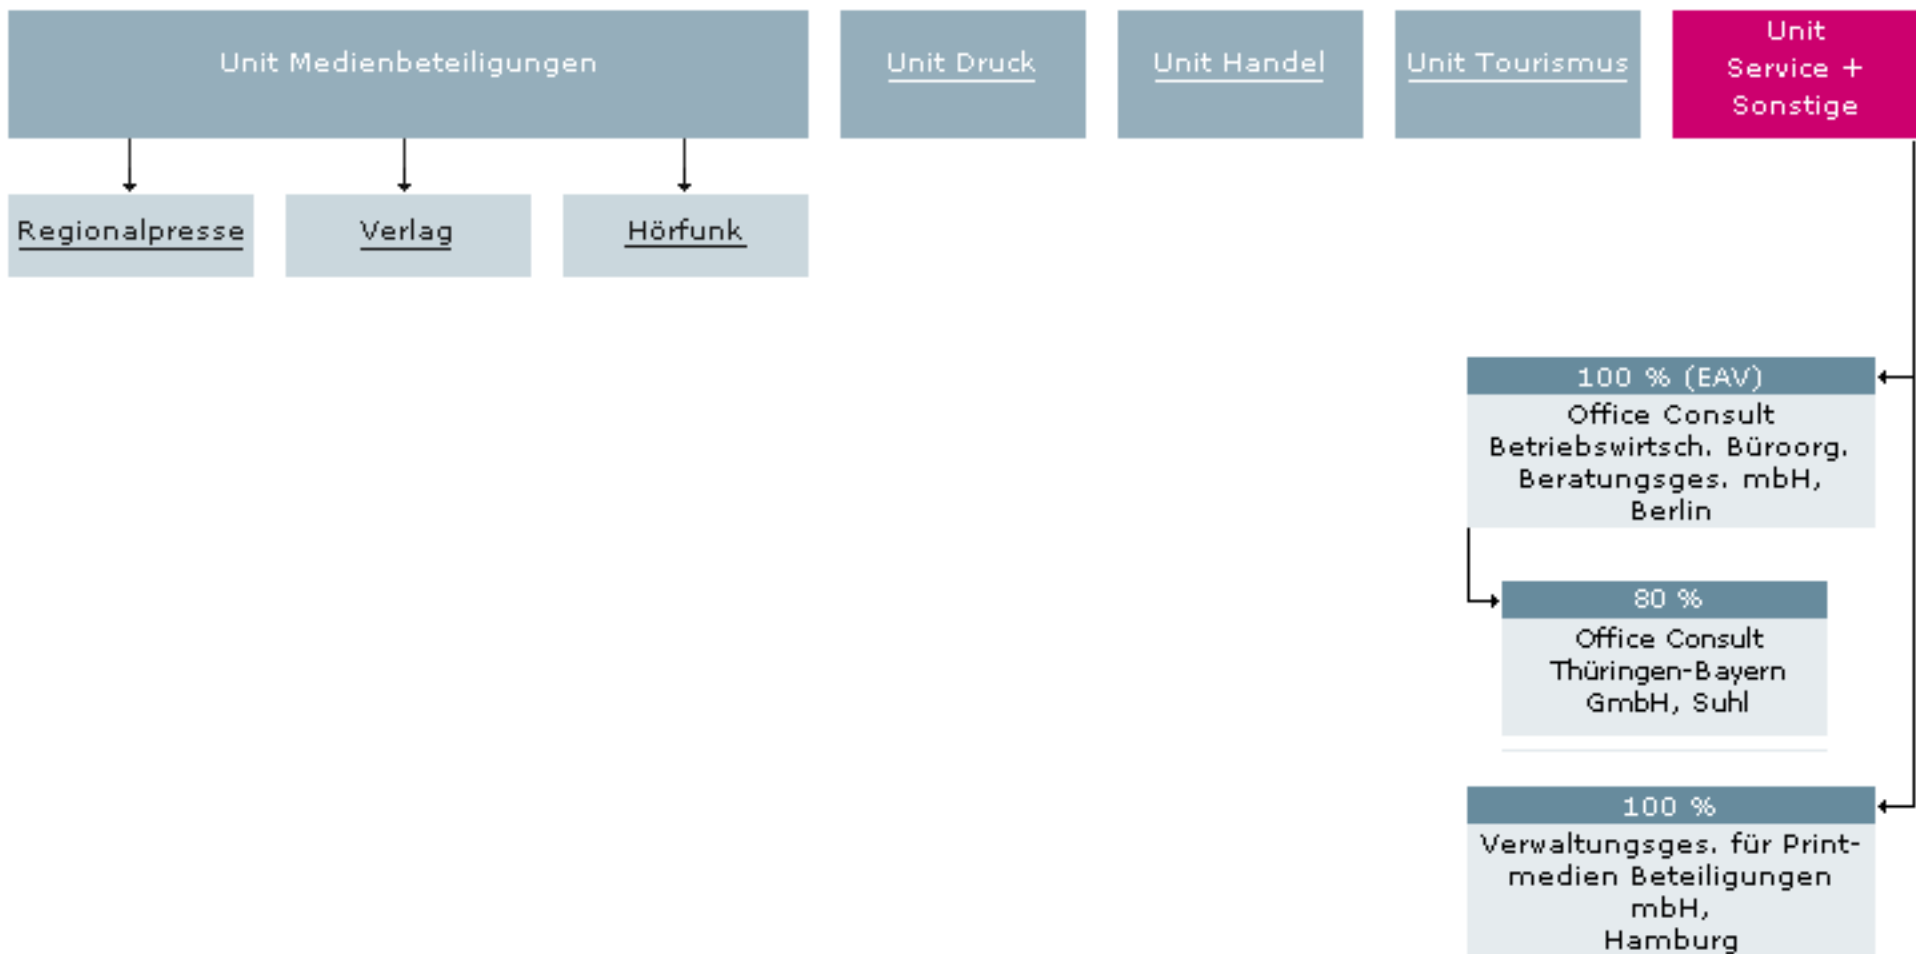 Unit Medienbeteiligungen
Unit Druck
Unit Handel
Unit Tourismus
Unit
Service +
Sonstige
Regionalpresse
Verlag
Hörfunk
100 % (EAV)
Office Consult
Betriebswirtsch. Büroorg.
Beratungsges. mbH,
Berlin
80 %
Office Consult
Thüringen-Bayern
GmbH, Suhl
100 %
Verwaltungsges. für Print-
medien Beteiligungen
mbH,
Hamburg